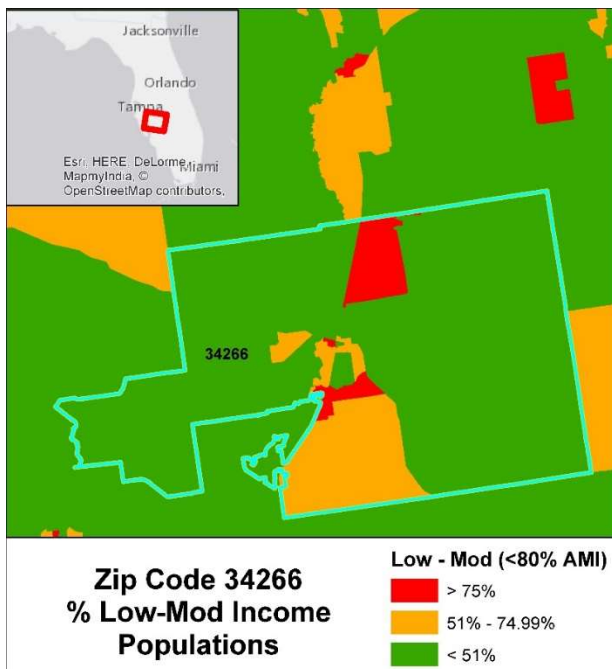 Jacksonville
Orlando
Tampa
Esri, HERE, DeLorme,
Miami
MapmyIndia, ©
OpenStreetMap contributors,
34266
Zip Code 34266
% Low-Mod Income
Populations
Low - Mod (<80% AMI)
> 75%
51% - 74.99%
< 51%